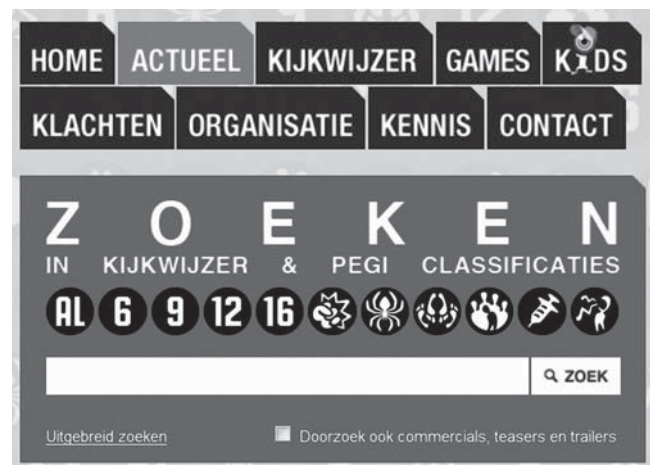 HOME ACTUEEL KIJKWIJZER GAMES KIDS
KLACHTEN ORGANISATIE KENNIS CONTACT
ZOEKEN
IN KIJKWIJZER & PEGI CLASSIFICATIES
AL 6 9 12 16
ZOEK
Uitgebreid zoeken Doorzoek ook commercials, teasers en trailers